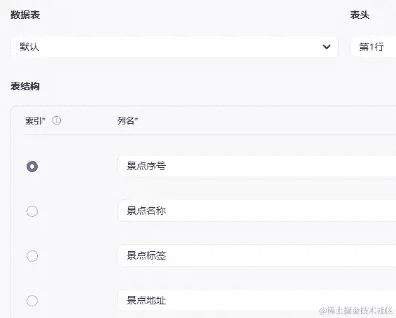 数据表 表头
默认 第1行
表结构
索引* 列名*
景点序号
景点名称
景点标签
景点地址
@稀土掘金技术社区